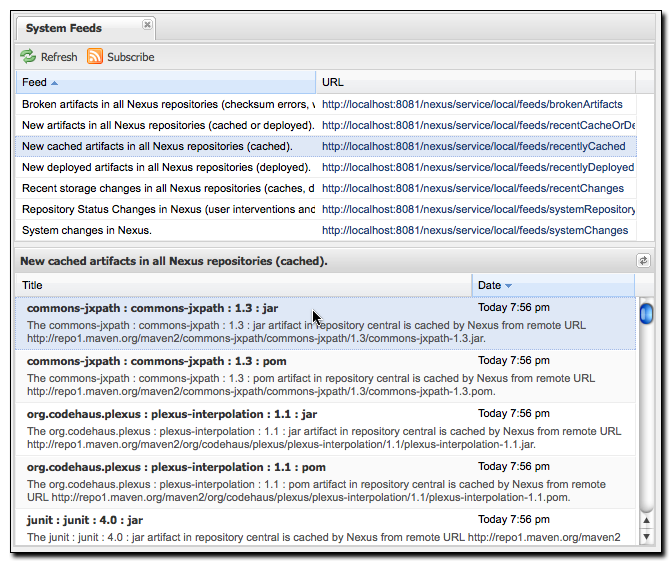 System Feeds
Refresh Subscribe
Feed URL
Broken artifacts in all Nexus repositories (checksum errors, http://localhost:8081/nexus/service/local/feeds/brokenArtifacts
New artifacts in all Nexus repositories (cached or deployed). http://localhost:8081/nexus/service/local/feeds/recentCacheOrDe
New cached artifacts in all Nexus repositories (cached). http://localhost:8081/nexus/service/local/feeds/recentlyCached
New deployed artifacts in all Nexus repositories (deployed). http://localhost:8081/nexus/service/local/feeds/recentlyDeployed
Recent storage changes in all Nexus repositories (caches, d http://localhost:8081/nexus/service/local/feeds/recentChanges
Repository Status Changes in Nexus (user interventions and http://localhost:8081/nexus/service/local/feeds/systemRepository
System changes in Nexus. http://localhost:8081/nexus/service/local/feeds/systemChanges
New cached artifacts in all Nexus repositories (cached).
Title Date
commons-jxpath : commons-jxpath : 1.3 : jar Today 7:56 pm
The commons-jxpath : commons-jxpath : 1.3 : jar artifact in repository central is cached by Nexus from remote URL
http://repo1.maven.org/maven2/commons-jxpath/commons-jxpath/1.3/commons-jxpath-1.3.jar.
commons-jxpath : commons-jxpath : 1.3 : pom Today 7:56 pm
The commons-jxpath : commons-jxpath : 1.3 : pom artifact in repository central is cached by Nexus from remote URL
http://repo1.maven.org/maven2/commons-jxpath/commons-jxpath/1.3/commons-jxpath-1.3.pom.
org.codehaus.plexus : plexus-interpolation : 1.1 : jar Today 7:56 pm
The org.codehaus.plexus : plexus-interpolation : 1.1 : jar artifact in repository central is cached by Nexus from remote URL
http://repo1.maven.org/maven2/org/codehaus/plexus/plexus-interpolation/1.1/plexus-interpolation-1.1.jar.
org.codehaus.plexus : plexus-interpolation : 1.1 : pom Today 7:56 pm
The org.codehaus.plexus : plexus-interpolation : 1.1 : pom artifact in repository central is cached by Nexus from remote
URL http://repo1.maven.org/maven2/org/codehaus/plexus/plexus-interpolation/1.1/plexus-interpolation-1.1.pom.
junit : junit : 4.0 : jar Today 7:56 pm
The junit : junit : 4.0 : jar artifact in repository central is cached by Nexus from remote URL http://repo1.maven.org/maven2